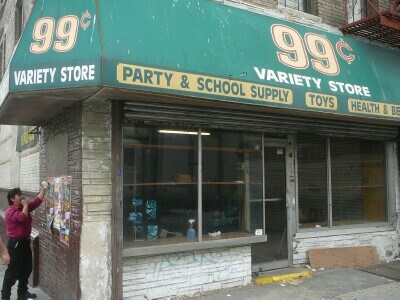 99¢
VARIETY STORE
99¢
VARIETY STORE
PARTY & SCHOOL SUPPLY
TOYS
HEALTH & BE